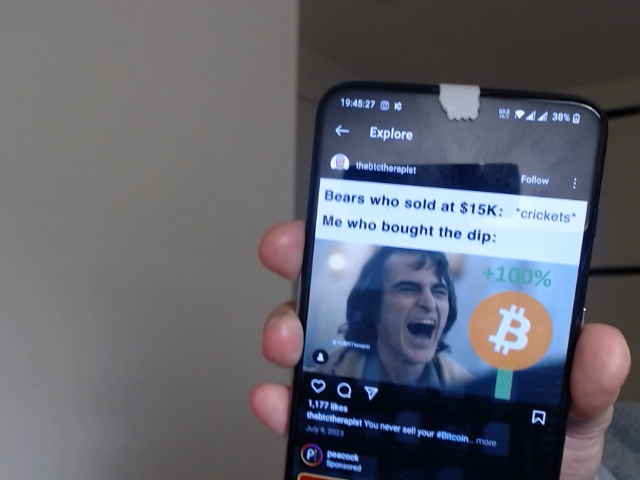 19:45:27
38%
Explore
thebtctherapist
Follow
Bears who sold at $15K: *crickets*
Me who bought the dip:
+100%
1,177 likes
thebtctherapist You never sell your #Bitcoin... more
July 9, 2023
peacock
Sponsored